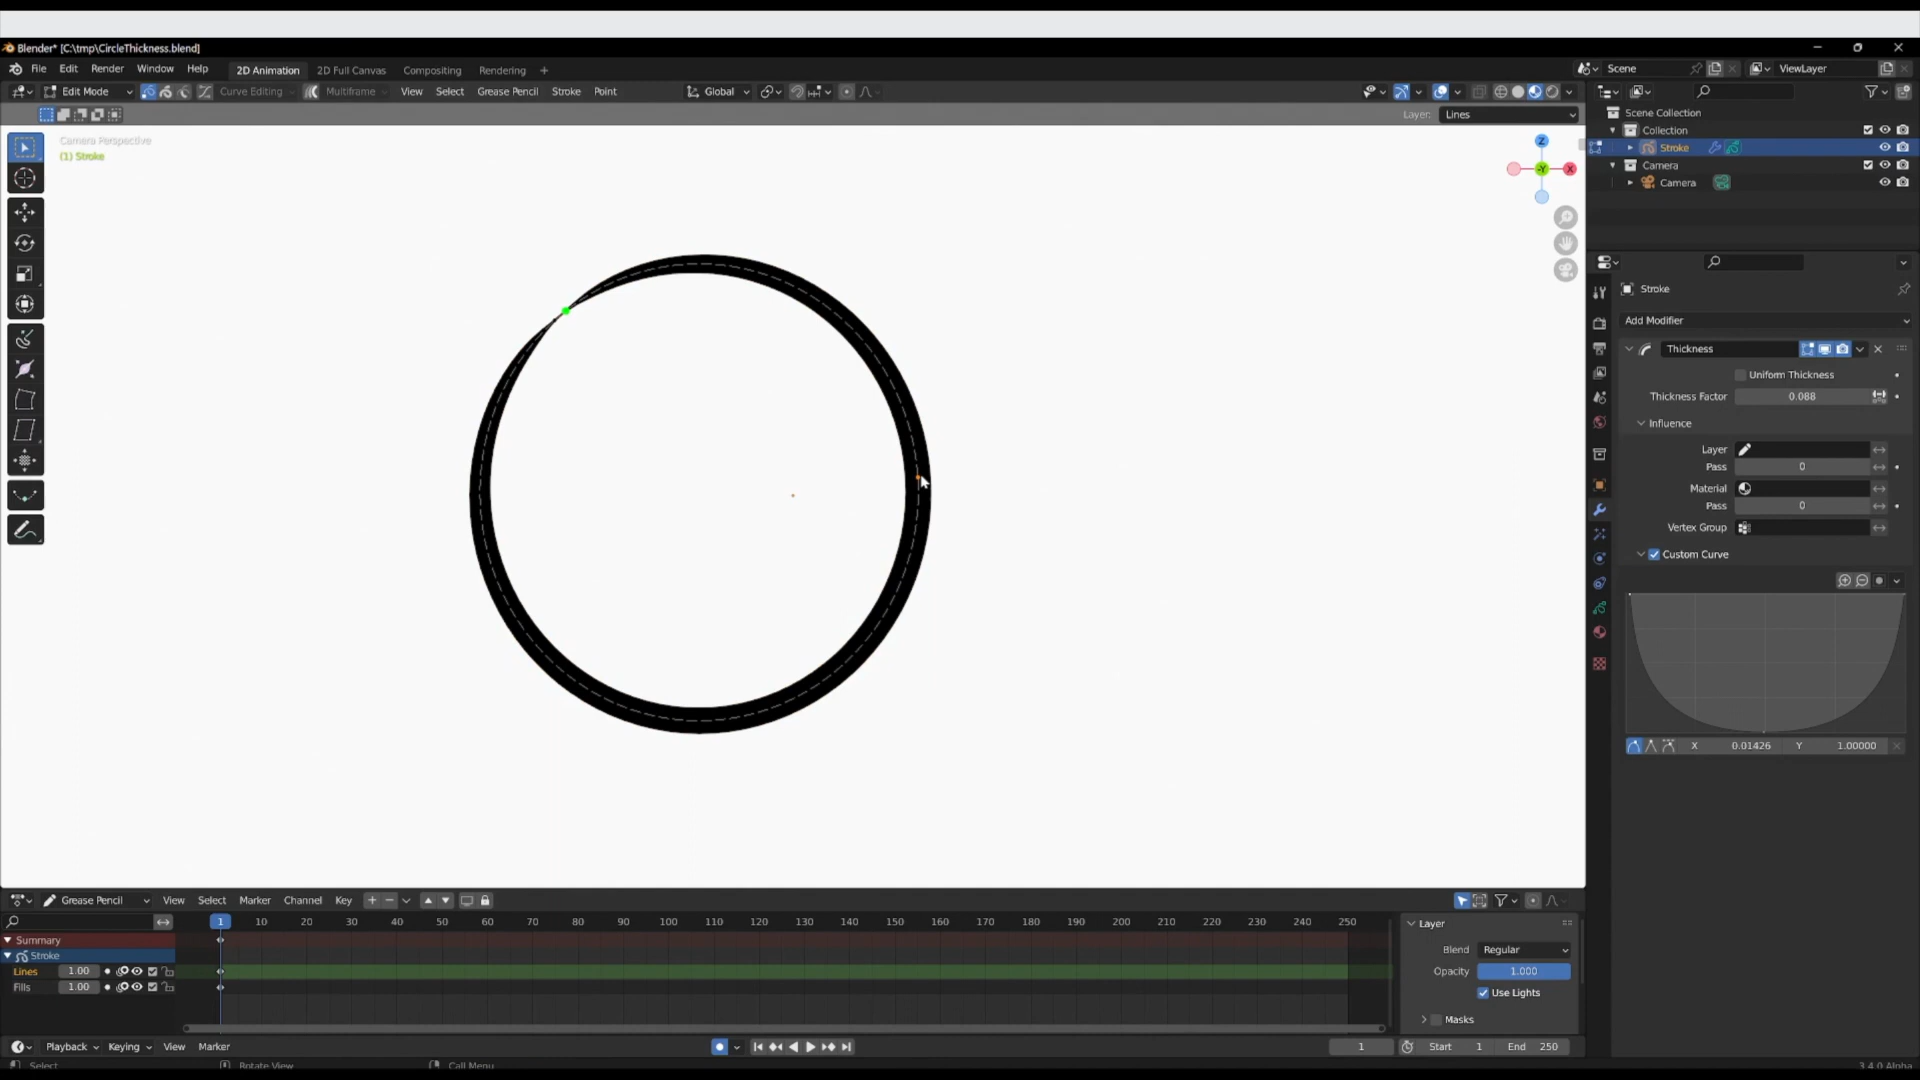 Blender* [C:\tmp\CircleThickness.blend]
File Edit Render Window Help 2D Animation 2D Full Canvas Compositing Rendering + Scene ViewLayer
Edit Mode Curve Editing Multiframe View Select Grease Pencil Stroke Point Global
Layer: Lines
Camera Perspective
(1) Stroke
Z
-Y
X
Scene Collection
Collection
Stroke
Camera
Camera
Stroke
Add Modifier
Thickness
Uniform Thickness
Thickness Factor 0.088
Influence
Layer
Pass 0
Material
Pass 0
Vertex Group
Custom Curve
X 0.01426 Y 1.00000
Grease Pencil View Select Marker Channel Key
1 10 20 30 40 50 60 70 80 90 100 110 120 130 140 150 160 170 180 190 200 210 220 230 240 250
Summary
Stroke
Lines 1.00
Fills 1.00
Layer
Blend Regular
Opacity 1.000
Use Lights
Masks
Playback Keying View Marker 1 Start 1 End 250
Select Rotate View Call Menu 3.4.0 Alpha